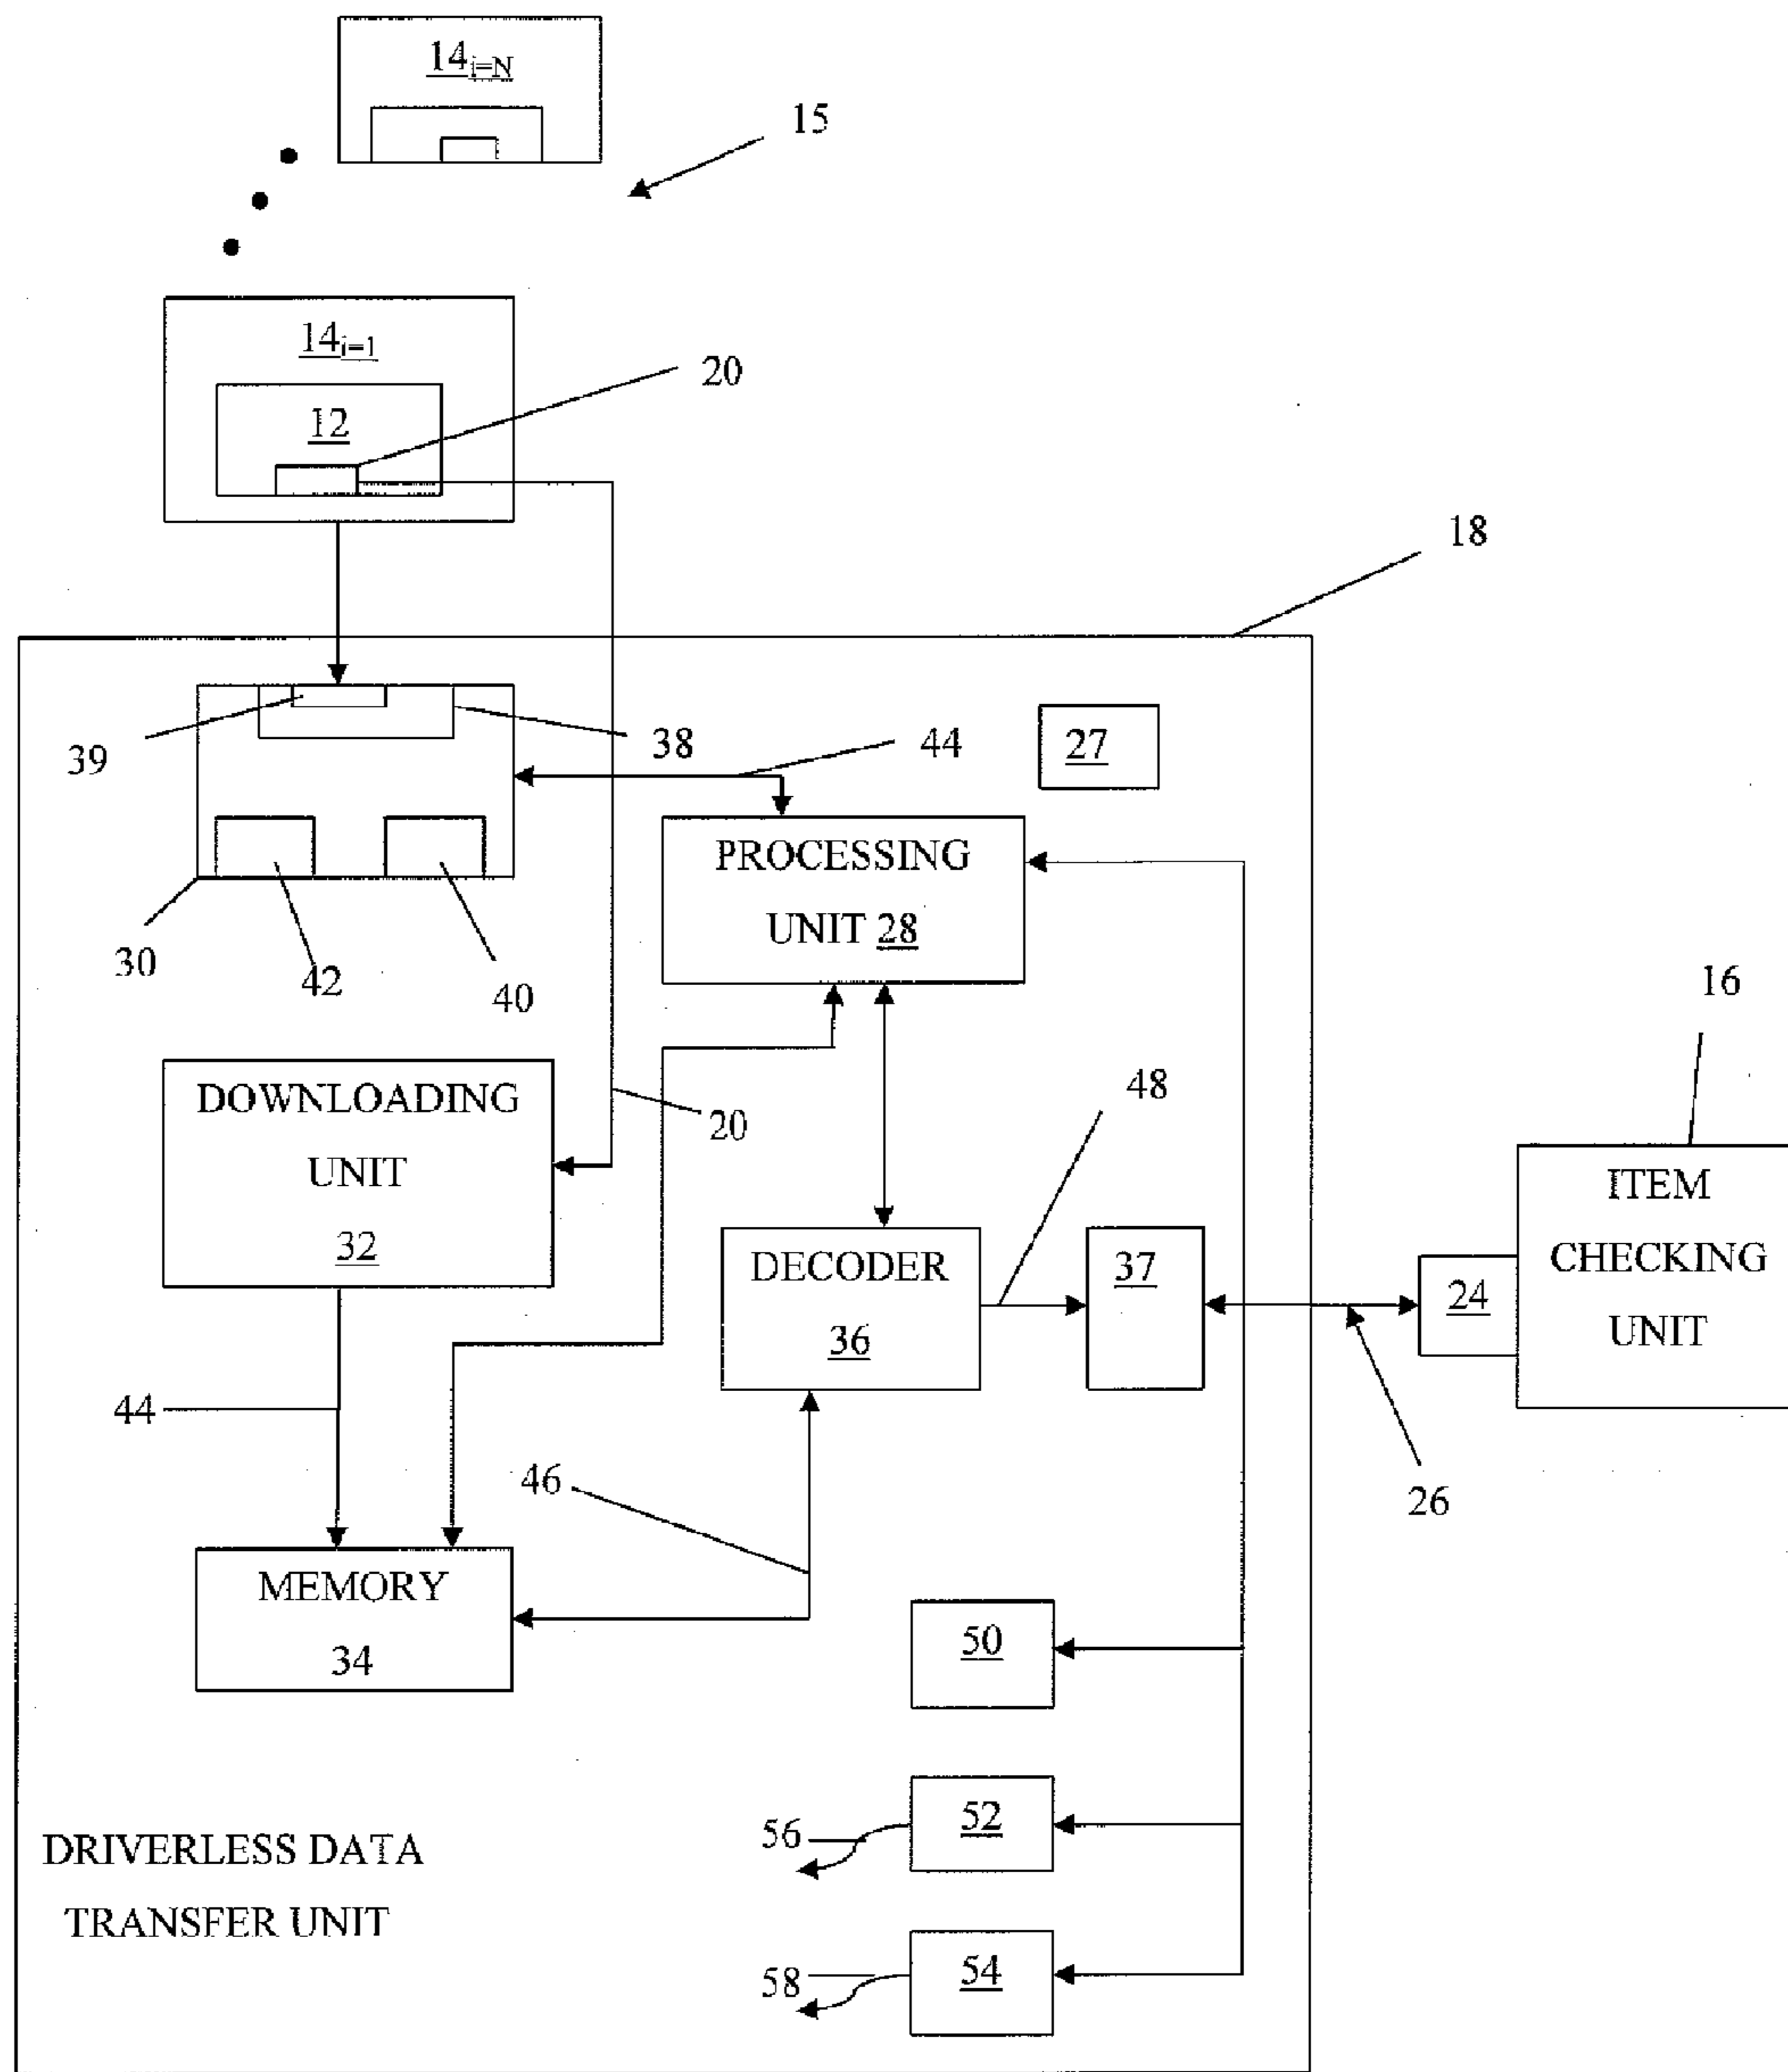 14i=N
15
14i=1
20
12
18
39
38
44
27
PROCESSING
UNIT 28
30
42
40
16
DOWNLOADING
UNIT
32
20
48
ITEM
CHECKING
UNIT
DECODER
36
37
24
44
46
26
MEMORY
34
50
52
56
DRIVERLESS DATA
TRANSFER UNIT
54
58